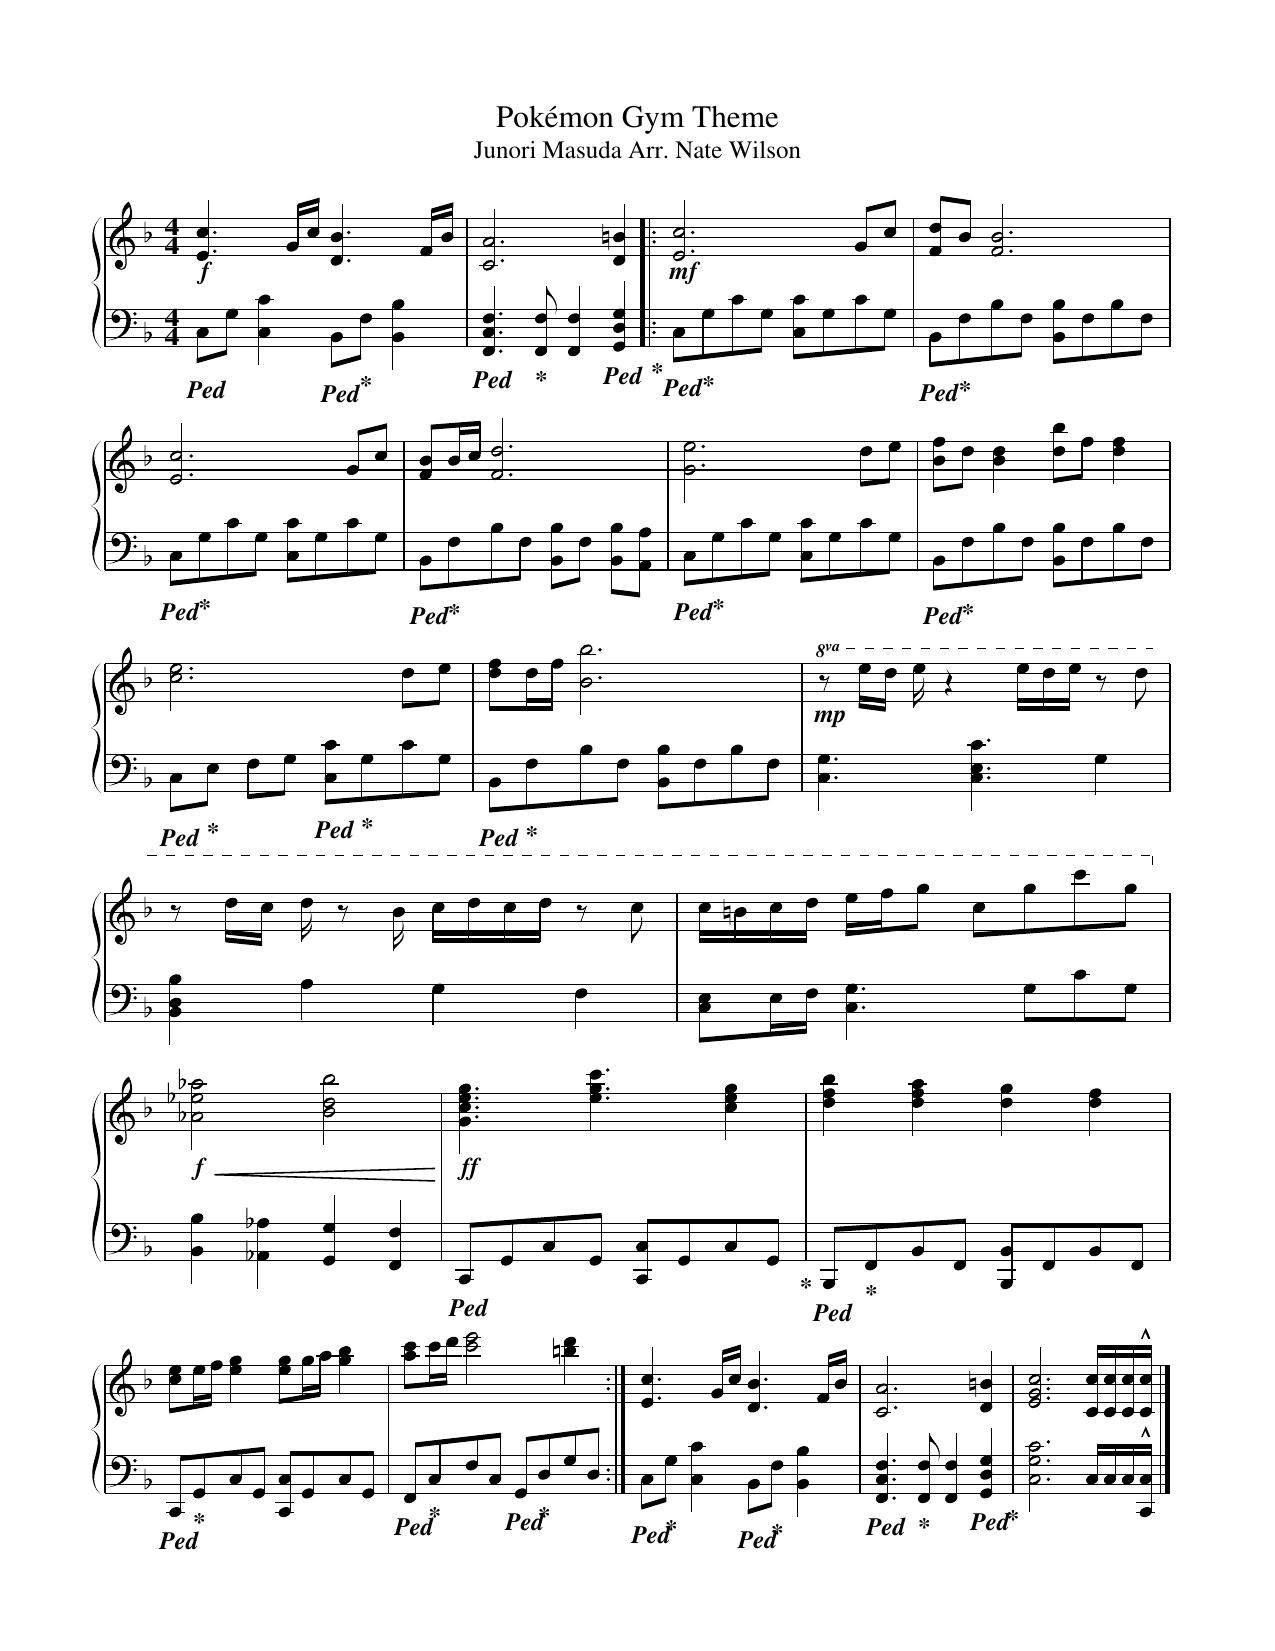 Pokémon Gym Theme
Junori Masuda Arr. Nate Wilson
4 4
f
mf
4 4
Ped Ped * Ped * Ped * Ped * Ped *
Ped * Ped * Ped * Ped *
8va
mp
Ped * Ped * Ped *
f ff
Ped * Ped *
Ped * Ped * Ped * Ped * Ped * Ped * Ped *